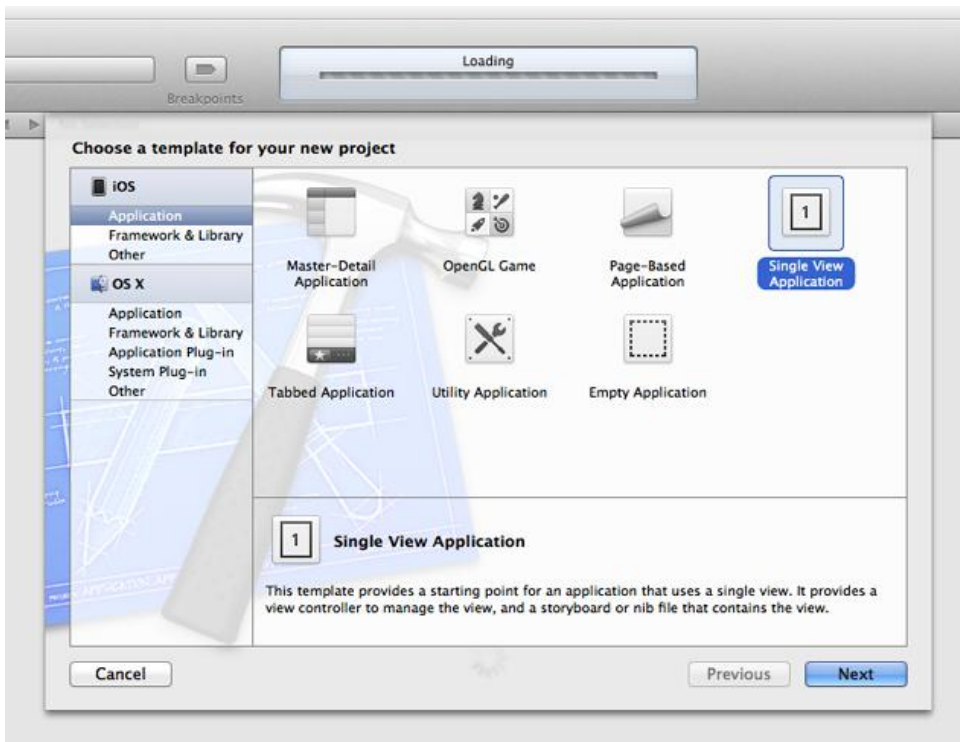 Loading
Breakpoints
Choose a template for your new project
iOS
Application
Framework & Library
Other
OS X
Application
Framework & Library
Application Plug-in
System Plug-in
Other
Master-Detail
Application
OpenGL Game
Page-Based
Application
1
Single View
Application
Tabbed Application
Utility Application
Empty Application
1
Single View Application
This template provides a starting point for an application that uses a single view. It provides a
view controller to manage the view, and a storyboard or nib file that contains the view.
Cancel
Previous
Next